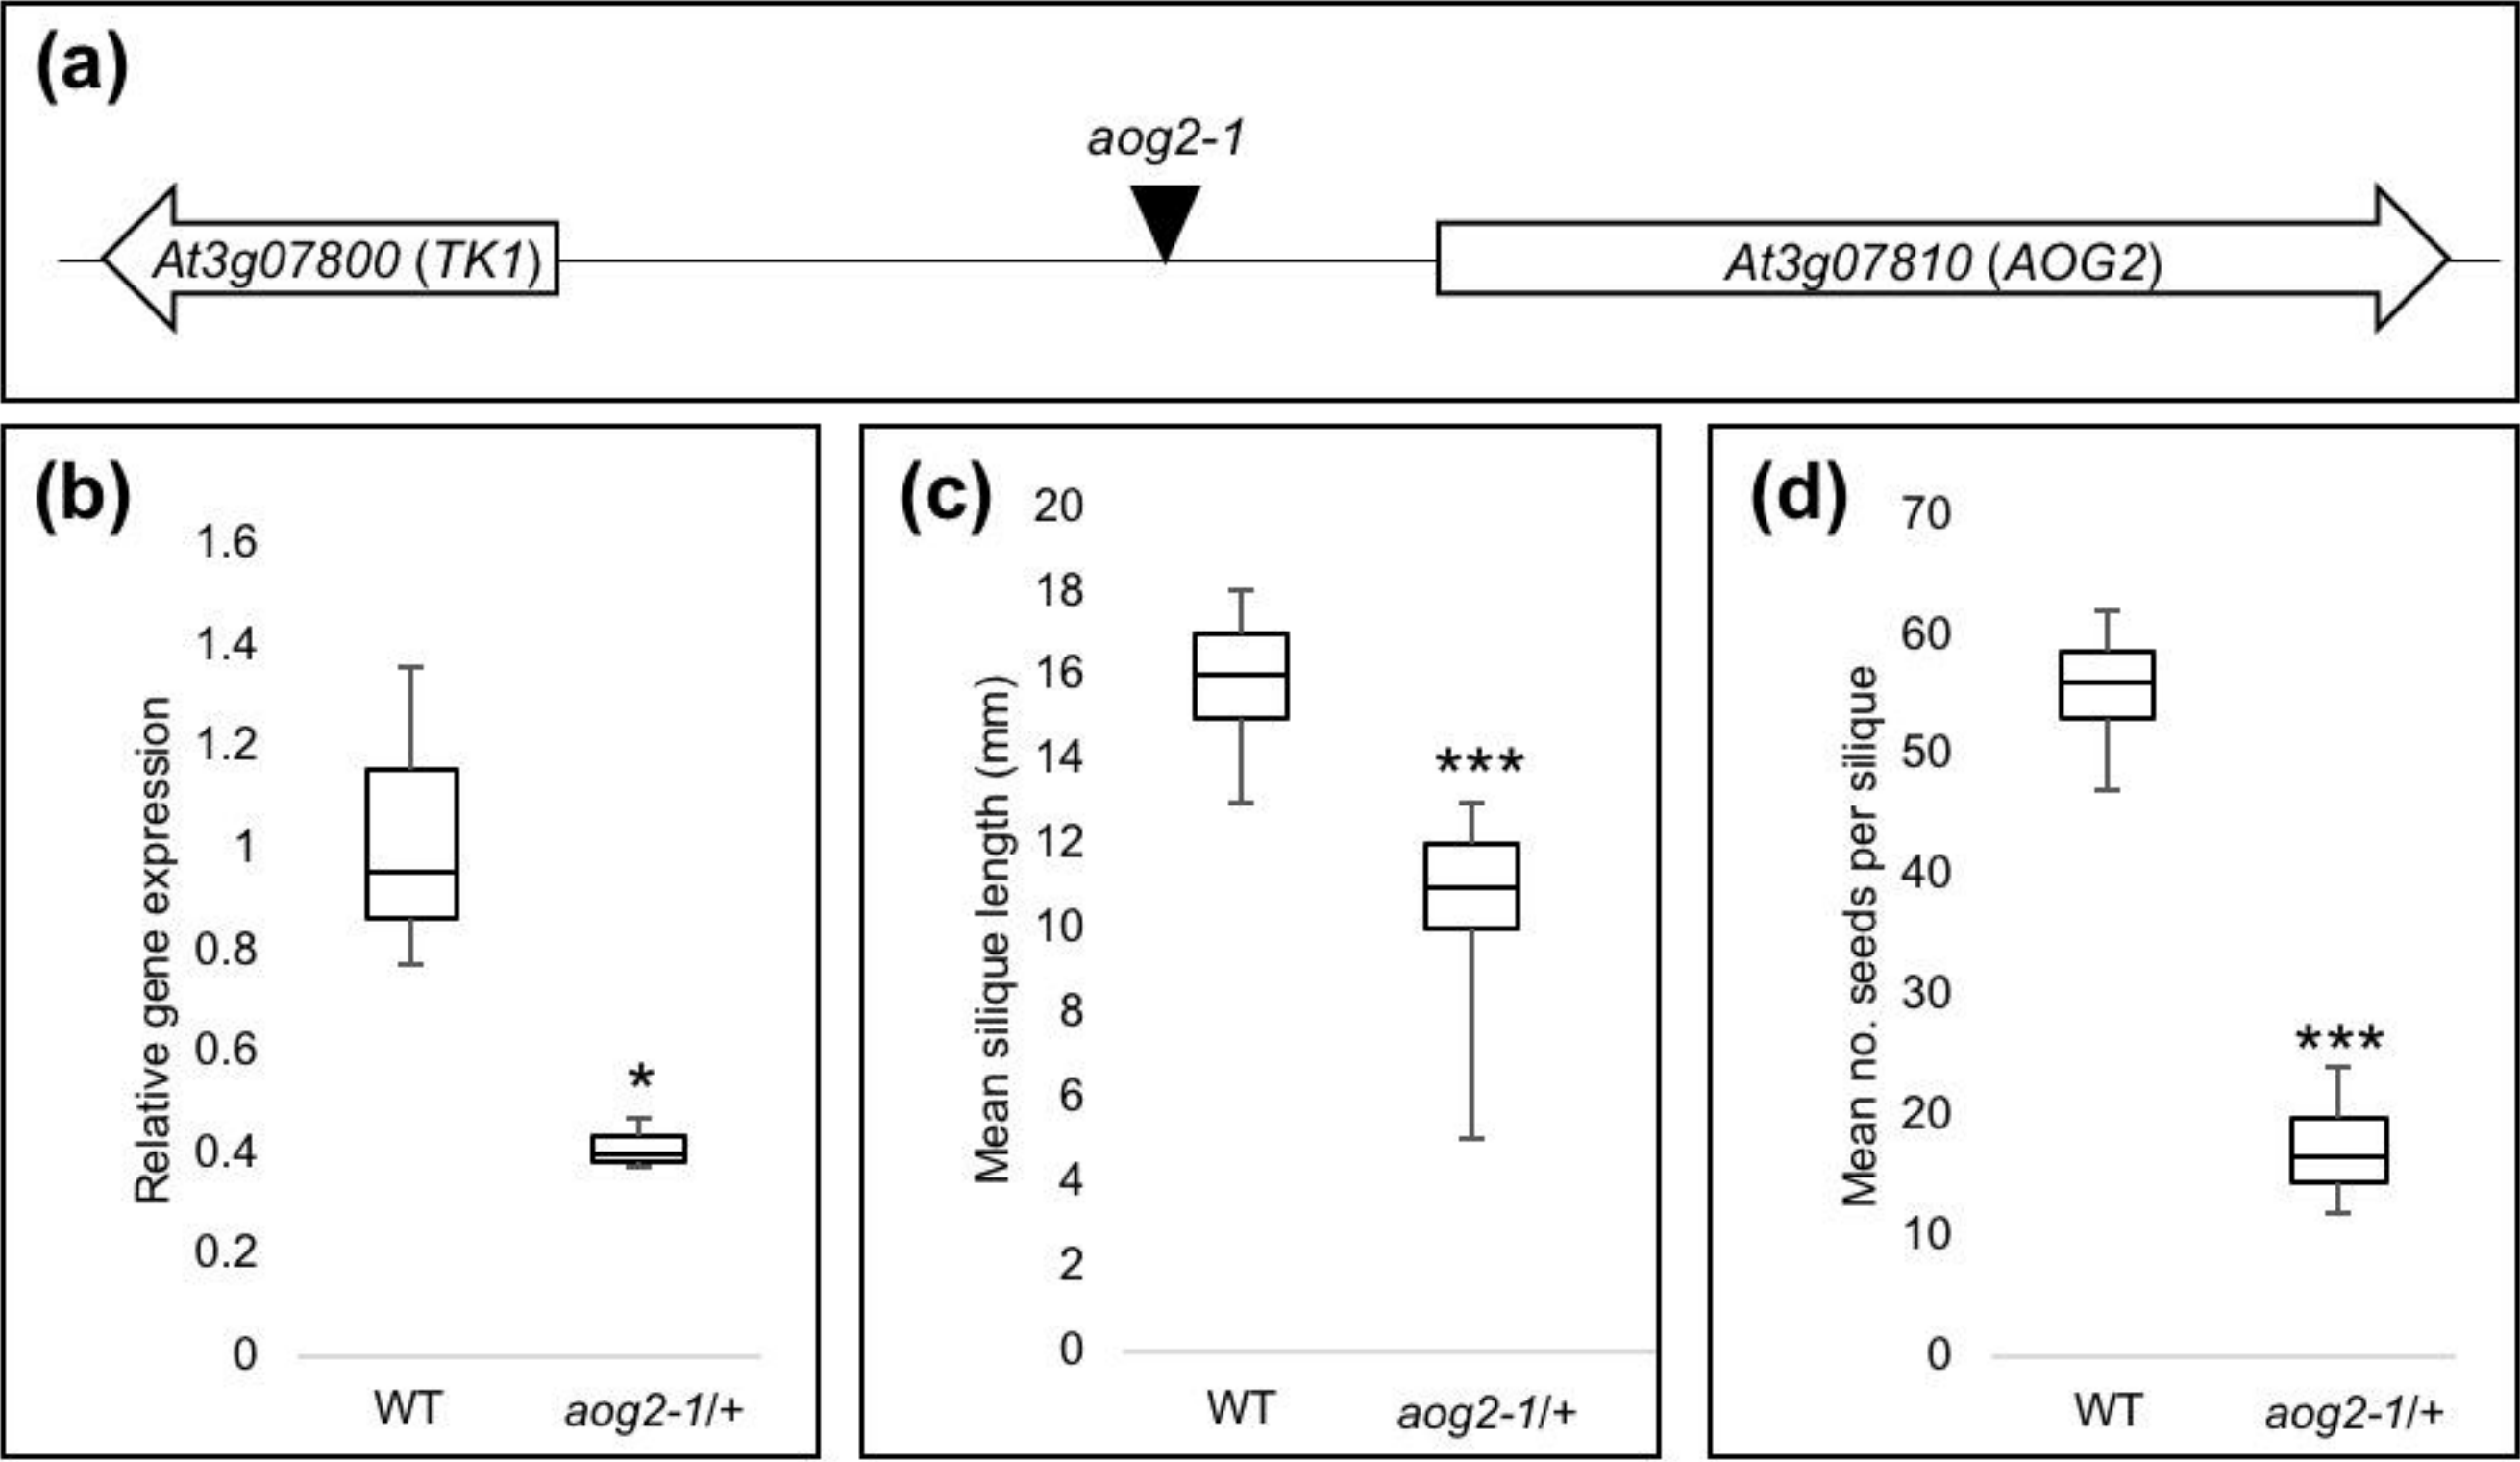 (a)
aog2-1
At3g07800 (TK1)
At3g07810 (AOG2)
(b)
Relative gene expression
1.6
1.4
1.2
1
0.8
0.6
0.4
0.2
0
*
WT
aog2-1/+
(c)
Mean silique length (mm)
20
18
16
14
12
10
8
6
4
2
0
***
WT
aog2-1/+
(d)
Mean no. seeds per silique
70
60
50
40
30
20
10
0
***
WT
aog2-1/+